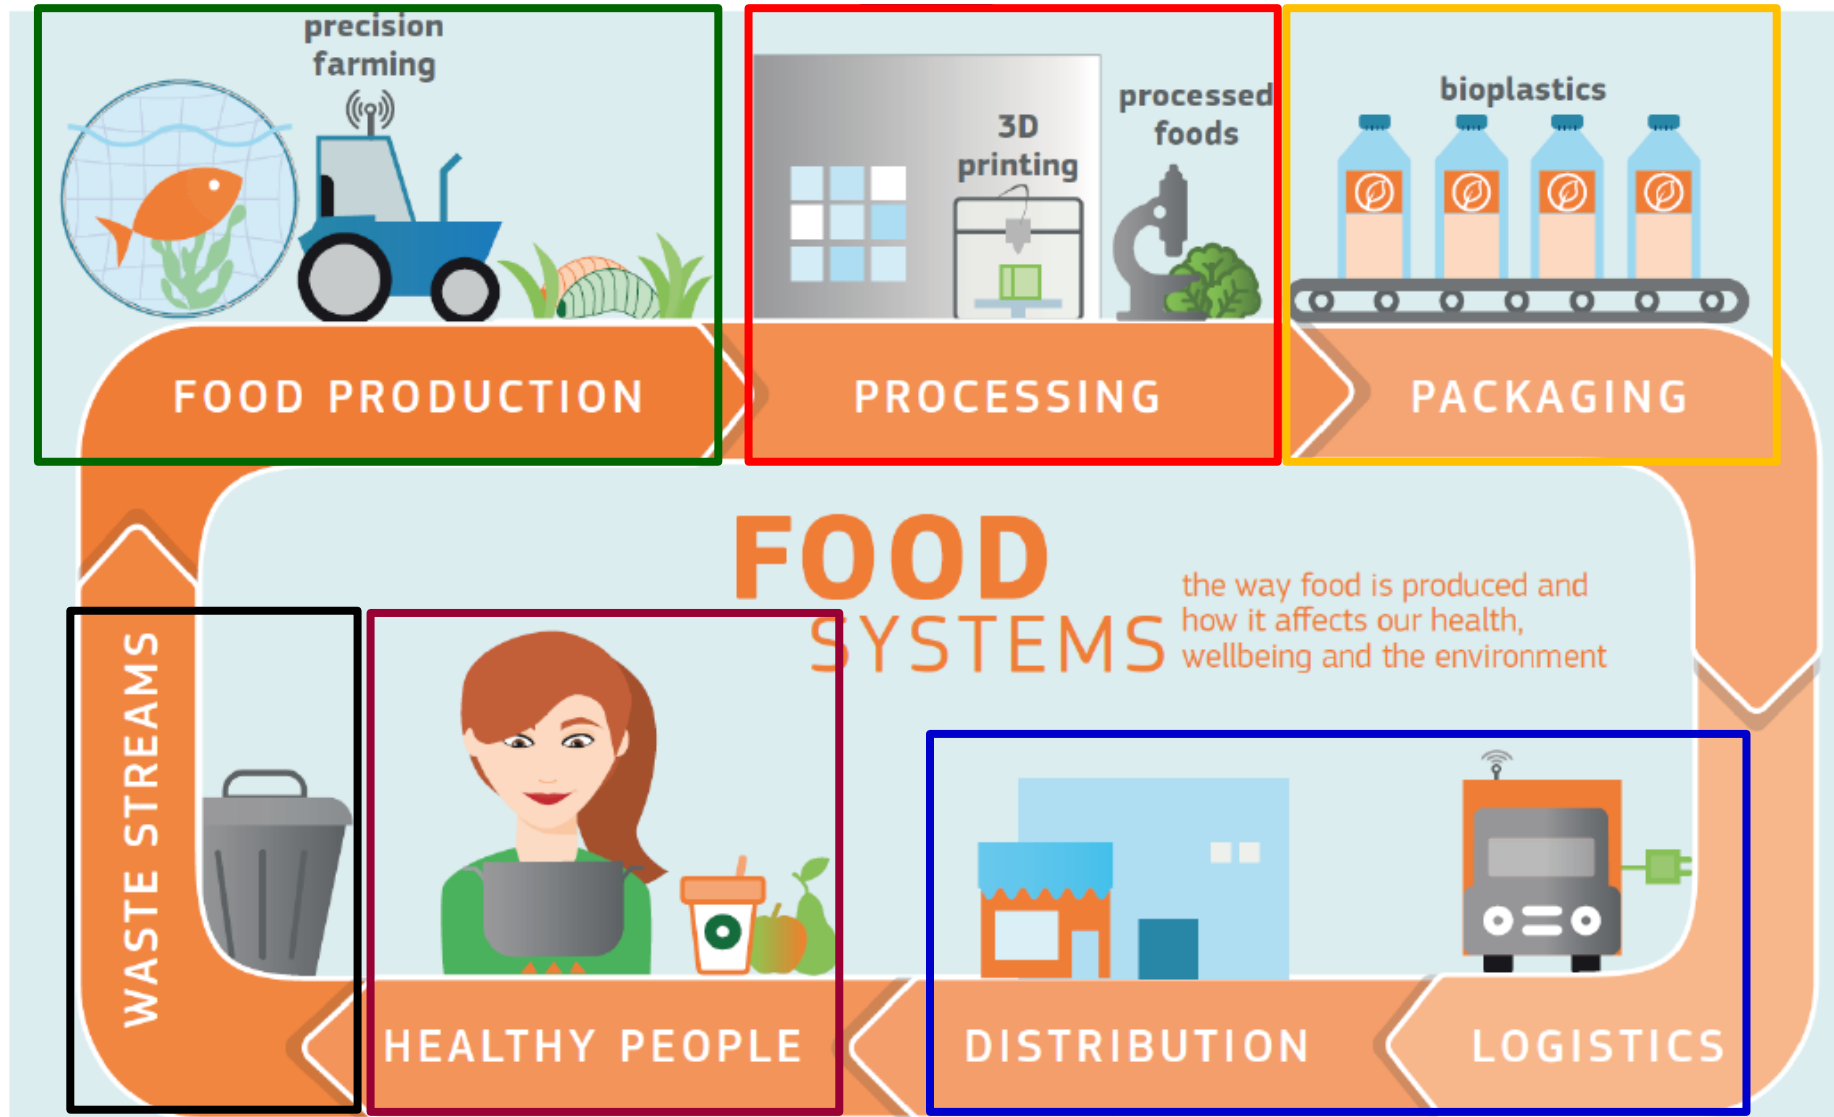 precision
farming
3D
printing
processed
foods
bioplastics
FOOD PRODUCTION
PROCESSING
PACKAGING
FOOD
SYSTEMS
the way food is produced and
how it affects our health,
wellbeing and the environment
WASTE STREAMS
HEALTHY PEOPLE
DISTRIBUTION
LOGISTICS